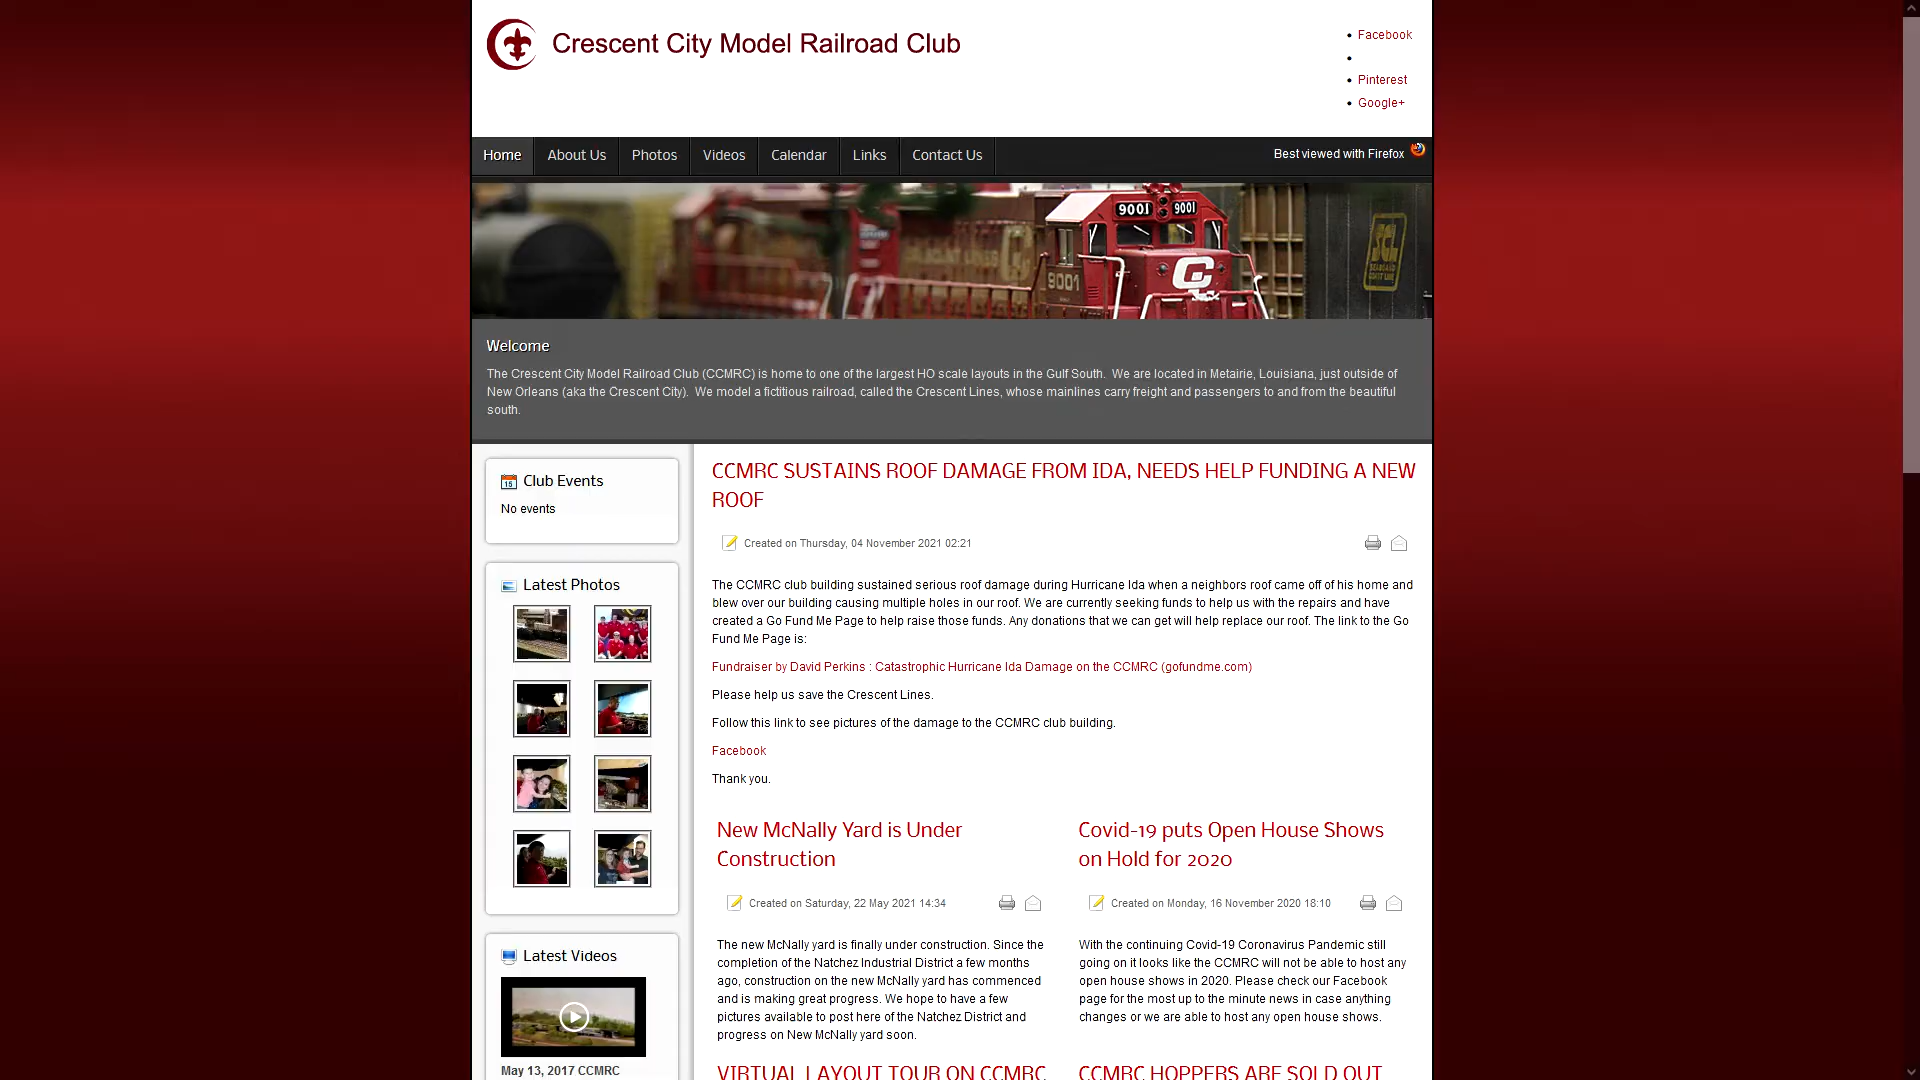 Crescent City Model Railroad Club
Facebook
Pinterest
Google+
Home
About Us
Photos
Videos
Calendar
Links
Contact Us
Best viewed with Firefox
9001 9001
9001
C
SCL
SEABOARD
COAST LINE
Welcome
The Crescent City Model Railroad Club (CCMRC) is home to one of the largest HO scale layouts in the Gulf South. We are located in Metairie, Louisiana, just outside of
New Orleans (aka the Crescent City). We model a fictitious railroad, called the Crescent Lines, whose mainlines carry freight and passengers to and from the beautiful
south.
15
Club Events
No events
Latest Photos
Latest Videos
May 13, 2017 CCMRC
CCMRC SUSTAINS ROOF DAMAGE FROM IDA, NEEDS HELP FUNDING A NEW
ROOF
Created on Thursday, 04 November 2021 02:21
The CCMRC club building sustained serious roof damage during Hurricane Ida when a neighbors roof came off of his home and
blew over our building causing multiple holes in our roof. We are currently seeking funds to help us with the repairs and have
created a Go Fund Me Page to help raise those funds. Any donations that we can get will help replace our roof. The link to the Go
Fund Me Page is:
Fundraiser by David Perkins : Catastrophic Hurricane Ida Damage on the CCMRC (gofundme.com)
Please help us save the Crescent Lines.
Follow this link to see pictures of the damage to the CCMRC club building.
Facebook
Thank you.
New McNally Yard is Under
Construction
Created on Saturday, 22 May 2021 14:34
The new McNally yard is finally under construction. Since the
completion of the Natchez Industrial District a few months
ago, construction on the new McNally yard has commenced
and is making great progress. We hope to have a few
pictures available to post here of the Natchez District and
progress on New McNally yard soon.
Covid-19 puts Open House Shows
on Hold for 2020
Created on Monday, 16 November 2020 18:10
With the continuing Covid-19 Coronavirus Pandemic still
going on it looks like the CCMRC will not be able to host any
open house shows in 2020. Please check our Facebook
page for the most up to the minute news in case anything
changes or we are able to host any open house shows.
VIRTUAL LAYOUT TOUR ON CCMRC
CCMRC HOPPERS ARE SOLD OUT